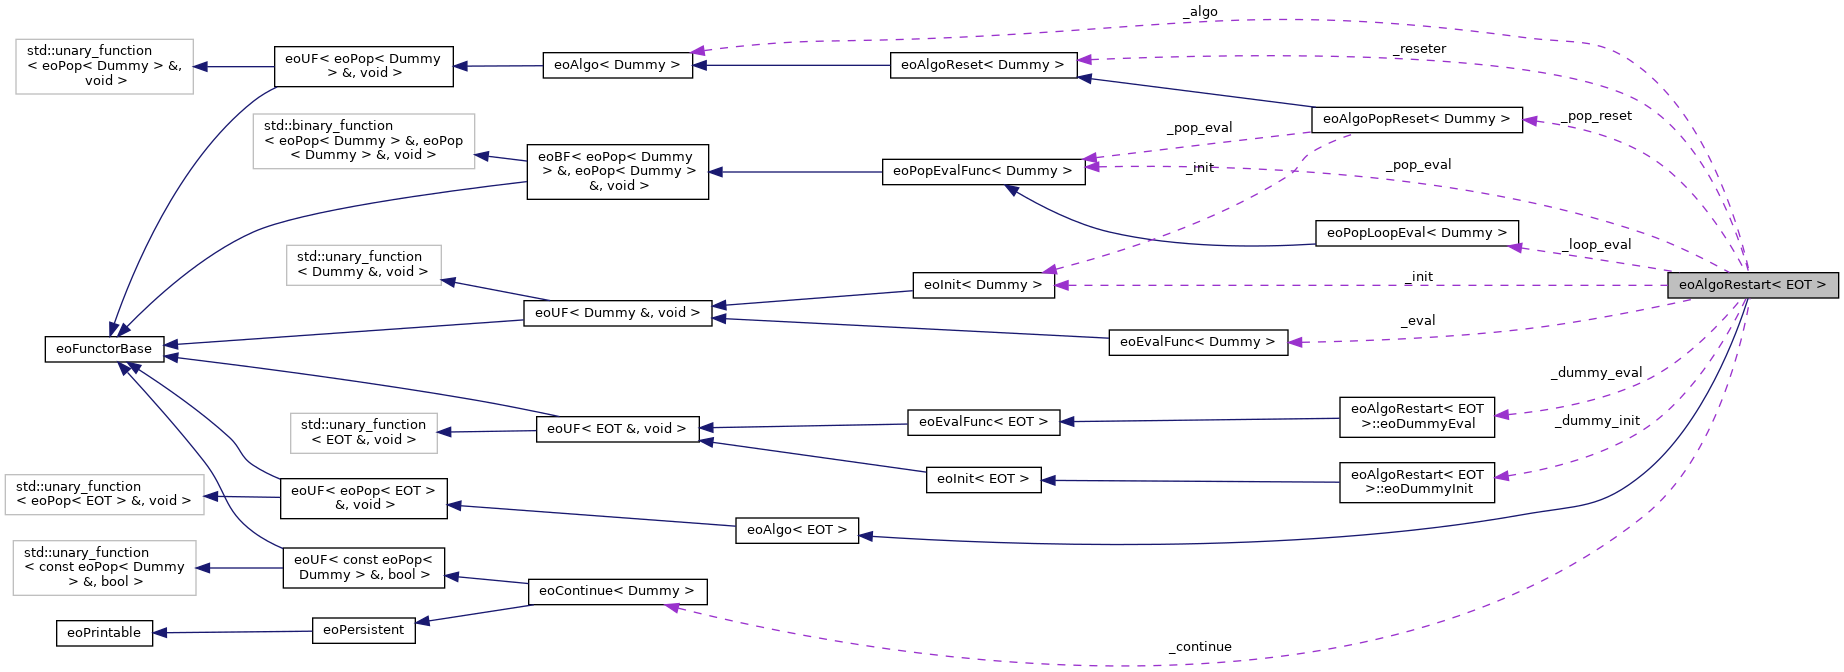 _algo
_reseter
std::unary_function
< eoPop< Dummy > &,
void >
eoUF< eoPop< Dummy
> &, void >
eoAlgo< Dummy >
eoAlgoReset< Dummy >
eoAlgoPopReset< Dummy >
_pop_reset
std::binary_function
< eoPop< Dummy > &, eoPop
< Dummy > &, void >
_pop_eval
eoBF< eoPop< Dummy
> &, eoPop< Dummy >
&, void >
eoPopEvalFunc< Dummy >
_init
_pop_eval
eoPopLoopEval< Dummy >
_loop_eval
std::unary_function
< Dummy &, void >
eoInit< Dummy >
_init
eoAlgoRestart< EOT >
eoUF< Dummy &, void >
_eval
eoFunctorBase
eoEvalFunc< Dummy >
_dummy_eval
std::unary_function
< EOT &, void >
eoUF< EOT &, void >
eoEvalFunc< EOT >
eoAlgoRestart< EOT
>::eoDummyEval
_dummy_init
eoInit< EOT >
eoAlgoRestart< EOT
>::eoDummyInit
std::unary_function
< eoPop< EOT > &, void >
eoUF< eoPop< EOT >
&, void >
eoAlgo< EOT >
std::unary_function
< const eoPop< Dummy
> &, bool >
eoUF< const eoPop<
Dummy > &, bool >
eoContinue< Dummy >
eoPrintable
eoPersistent
_continue